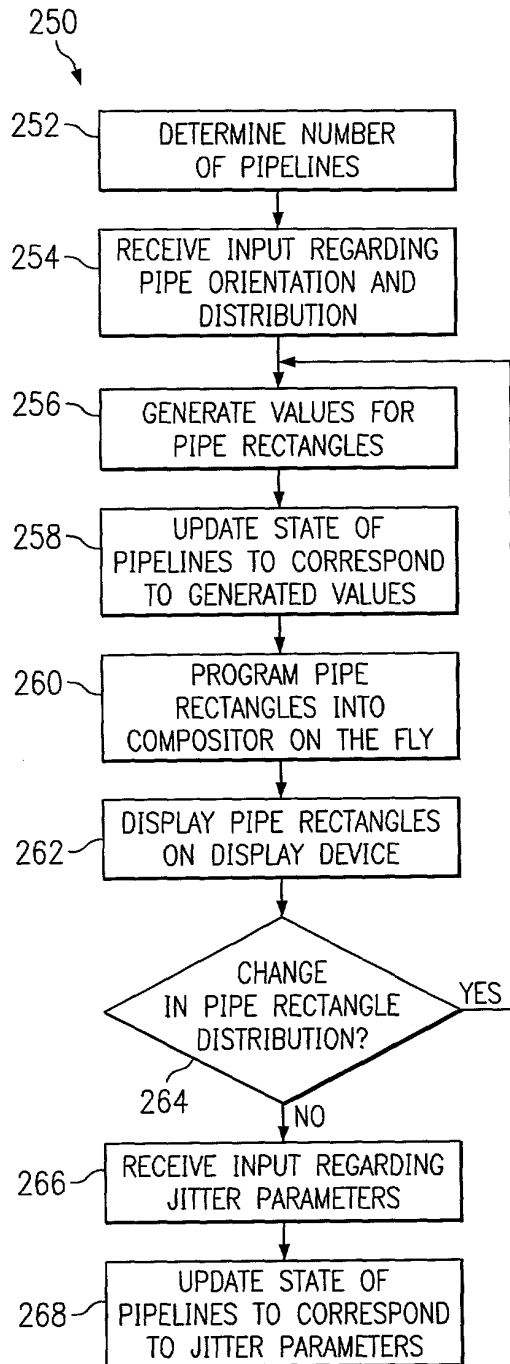 250
252
DETERMINE NUMBER
OF PIPELINES
254
RECEIVE INPUT REGARDING
PIPE ORIENTATION AND
DISTRIBUTION
256
GENERATE VALUES FOR
PIPE RECTANGLES
258
UPDATE STATE OF
PIPELINES TO CORRESPOND
TO GENERATED VALUES
260
PROGRAM PIPE
RECTANGLES INTO
COMPOSITOR ON THE FLY
262
DISPLAY PIPE RECTANGLES
ON DISPLAY DEVICE
CHANGE
IN PIPE RECTANGLE
DISTRIBUTION?
YES
264
NO
266
RECEIVE INPUT REGARDING
JITTER PARAMETERS
268
UPDATE STATE OF
PIPELINES TO CORRESPOND
TO JITTER PARAMETERS